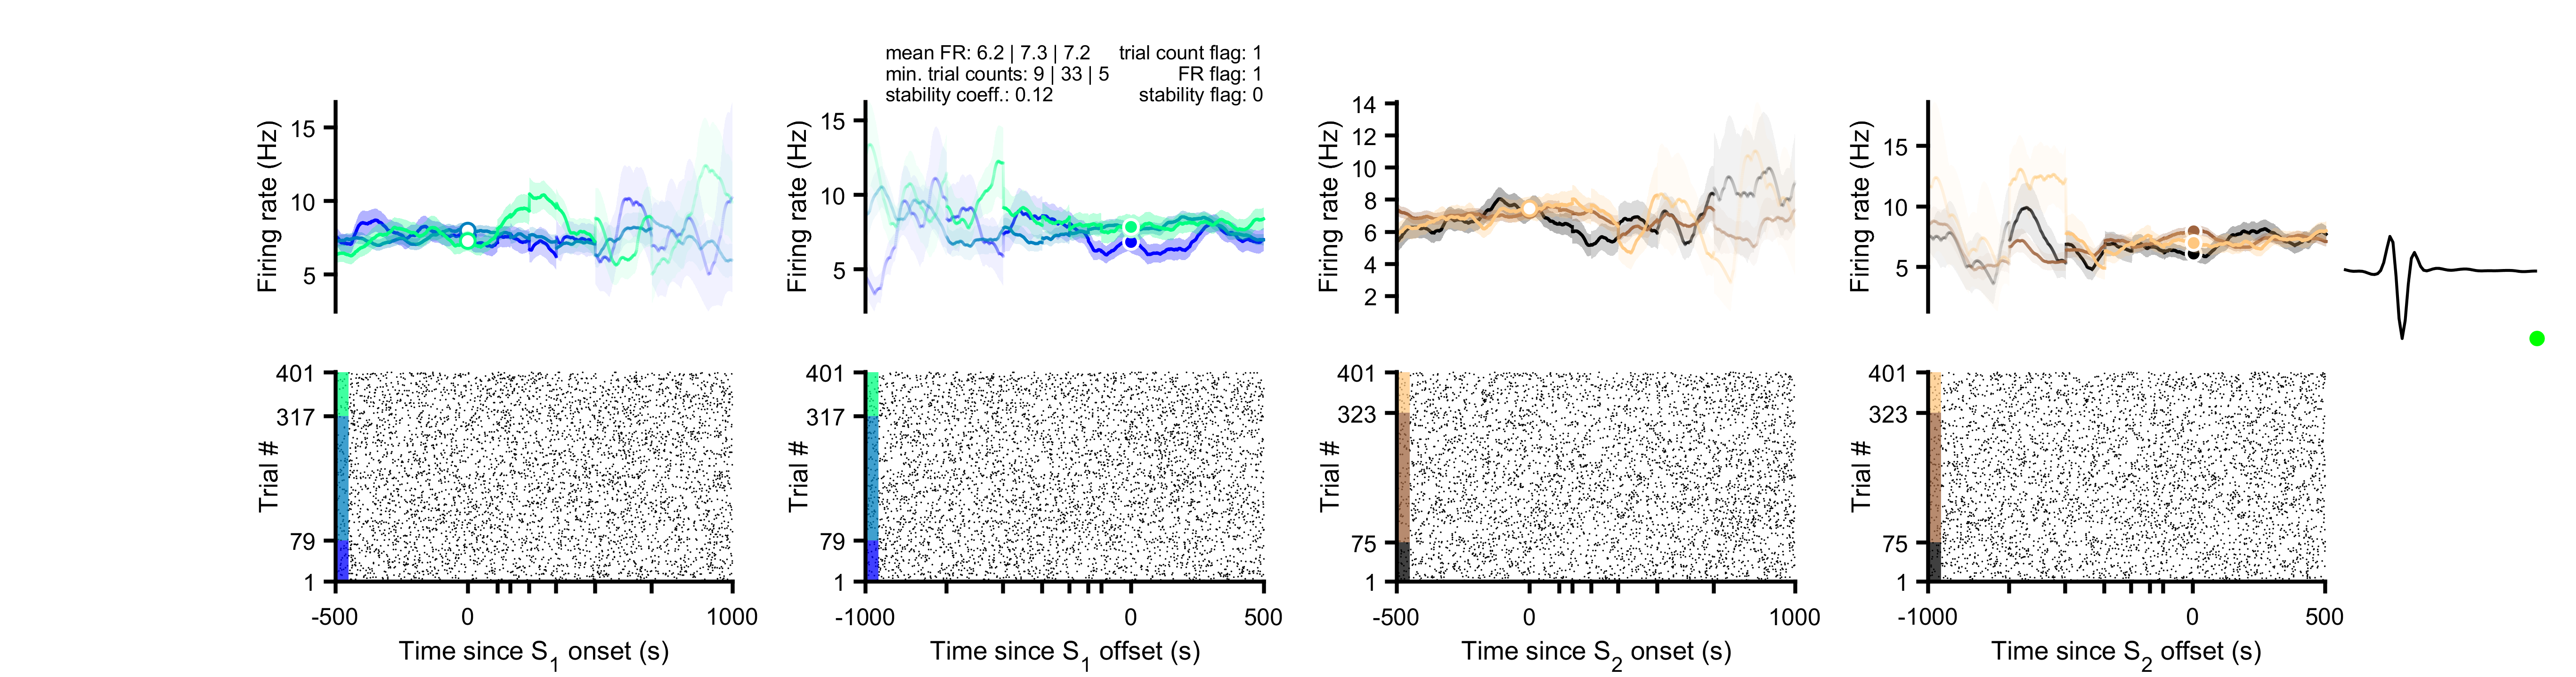 mean FR: 6.2 | 7.3 | 7.2
trial count flag: 1
min. trial counts: 9 | 33 | 5
FR flag: 1
stability coeff.: 0.12
stability flag: 0
Firing rate (Hz)
15
10
5
Firing rate (Hz)
15
10
5
Firing rate (Hz)
14
12
10
8
6
4
2
Firing rate (Hz)
15
10
5
Trial #
401
317
79
1
-500
0
1000
Time since S1 onset (s)
Trial #
401
317
79
1
-1000
0
500
Time since S1 offset (s)
Trial #
401
323
75
1
-500
0
1000
Time since S2 onset (s)
Trial #
401
323
75
1
-1000
0
500
Time since S2 offset (s)